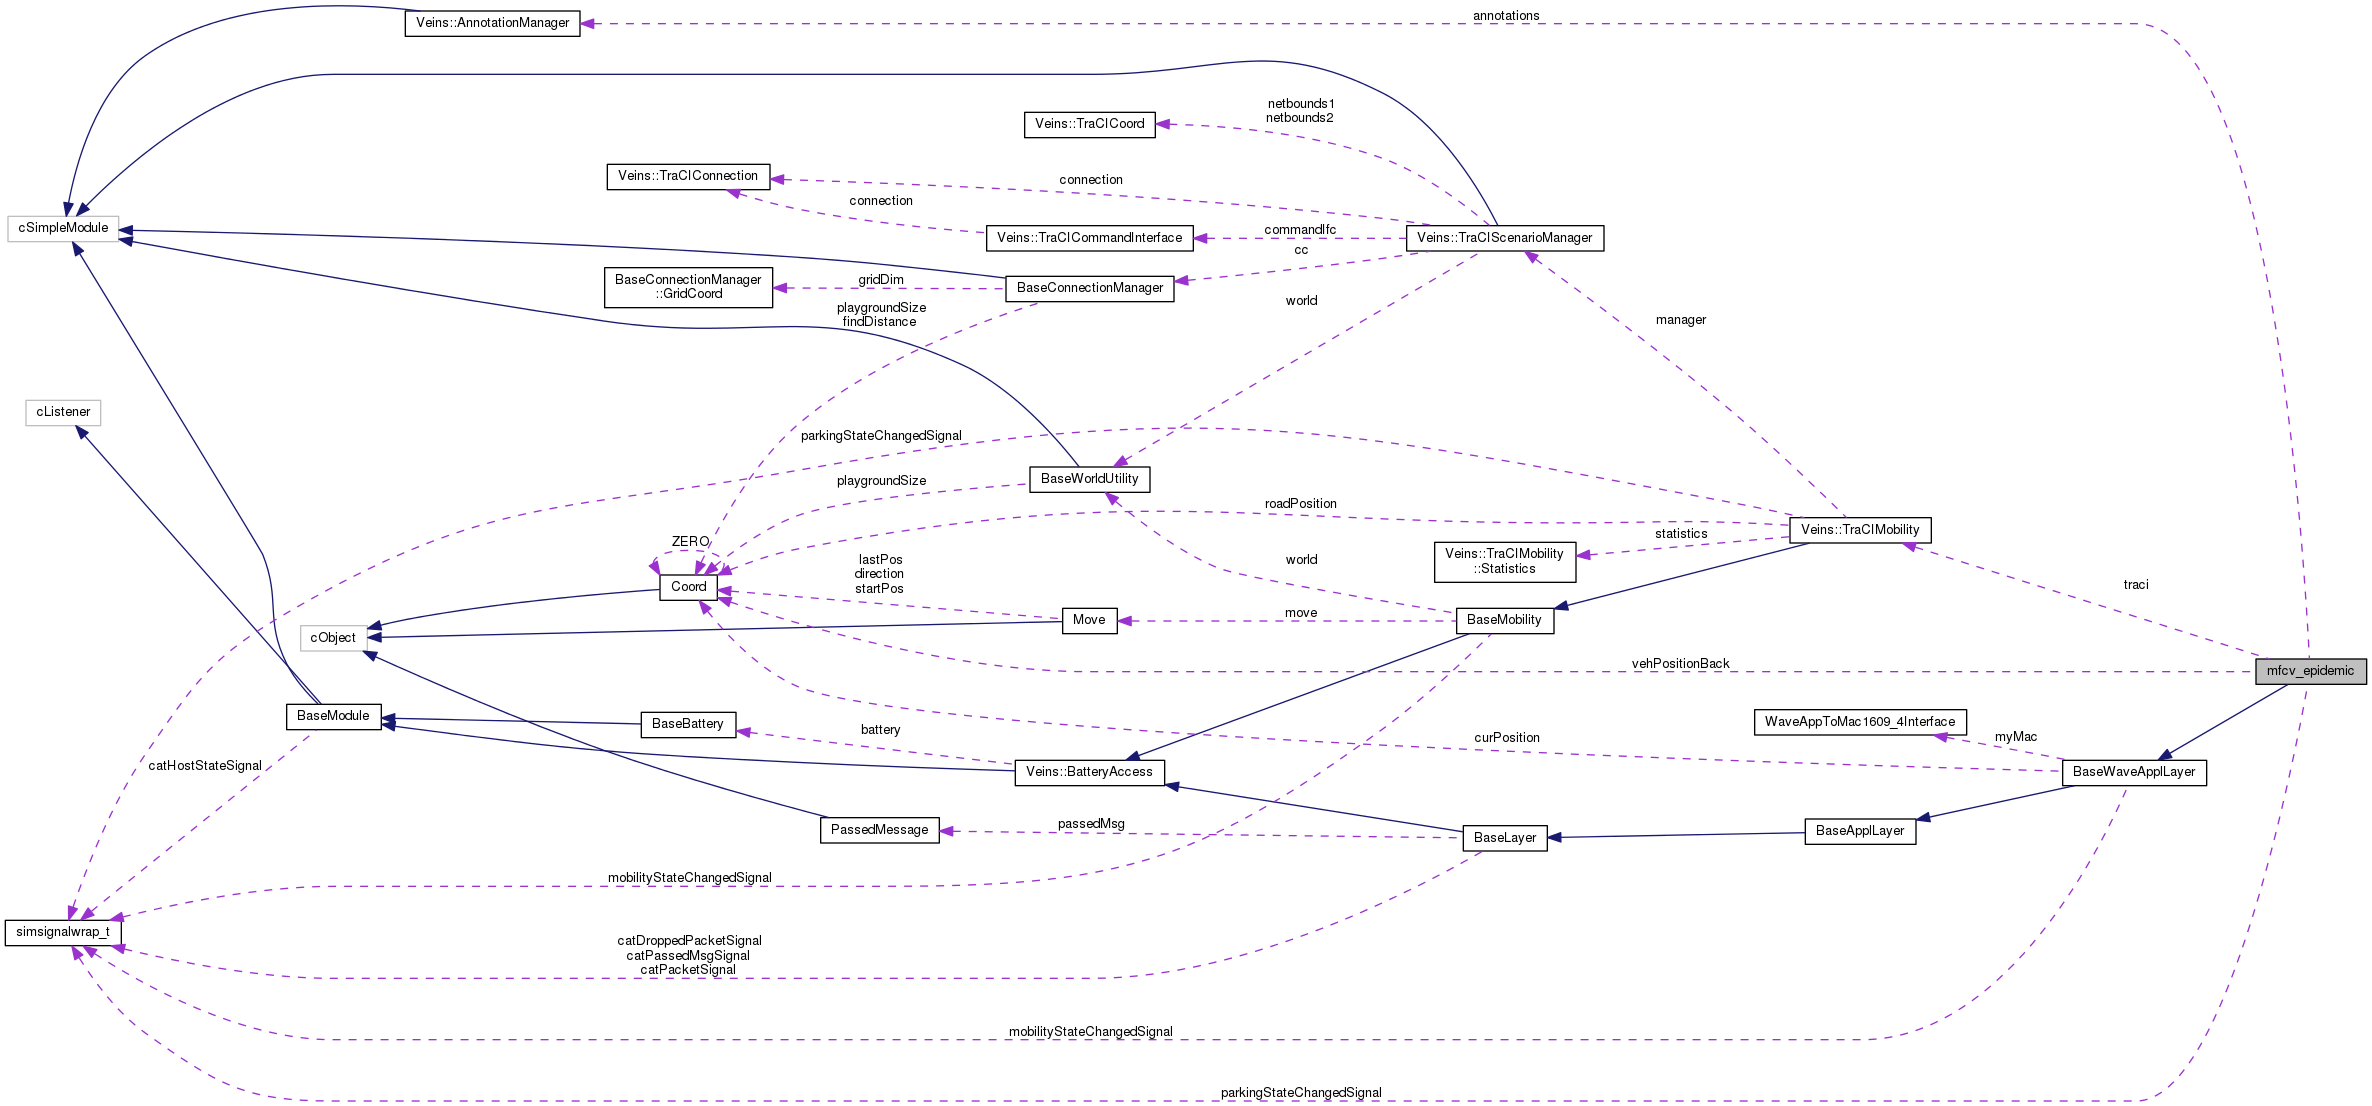 annotations
Veins::AnnotationManager
netbounds1
netbounds2
Veins::TraCICoord
Veins::TraCIConnection
connection
connection
cSimpleModule
Veins::TraCICommandInterface
commandIfc
Veins::TraCIScenarioManager
cc
BaseConnectionManager
::GridCoord
gridDim
BaseConnectionManager
playgroundSize
findDistance
world
manager
cListener
parkingStateChangedSignal
playgroundSize
BaseWorldUtility
roadPosition
Veins::TraCIMobility
statistics
Veins::TraCIMobility
::Statistics
ZERO
Coord
lastPos
direction
startPos
world
traci
cObject
Move
move
BaseMobility
vehPositionBack
mfcv_epidemic
BaseModule
BaseBattery
battery
WaveAppToMac1609_4Interface
curPosition
myMac
catHostStateSignal
Veins::BatteryAccess
BaseWaveApplLayer
PassedMessage
passedMsg
BaseLayer
BaseApplLayer
mobilityStateChangedSignal
simsignalwrap_t
catDroppedPacketSignal
catPassedMsgSignal
catPacketSignal
mobilityStateChangedSignal
parkingStateChangedSignal